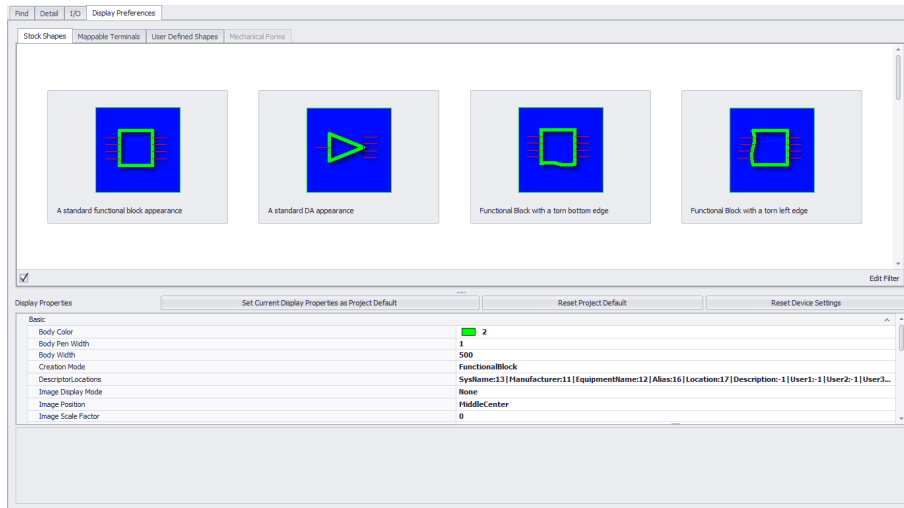 Find Detail I/O Display Preferences
Stock Shapes Mappable Terminals User Defined Shapes Mechanical Forms
A standard functional block appearance
A standard DA appearance
Functional Block with a torn bottom edge
Functional Block with a torn left edge
Edit Filter
Display Properties Set Current Display Properties as Project Default Reset Project Default Reset Device Settings
Basic
Body Color 2
Body Pen Width 1
Body Width 500
Creation Mode FunctionalBlock
DescriptorLocations SysName:13|Manufacturer:11|EquipmentName:12|Alias:16|Location:17|Description:-1|User1:-1|User2:-1|User3...
Image Display Mode None
Image Position MiddleCenter
Image Scale Factor 0